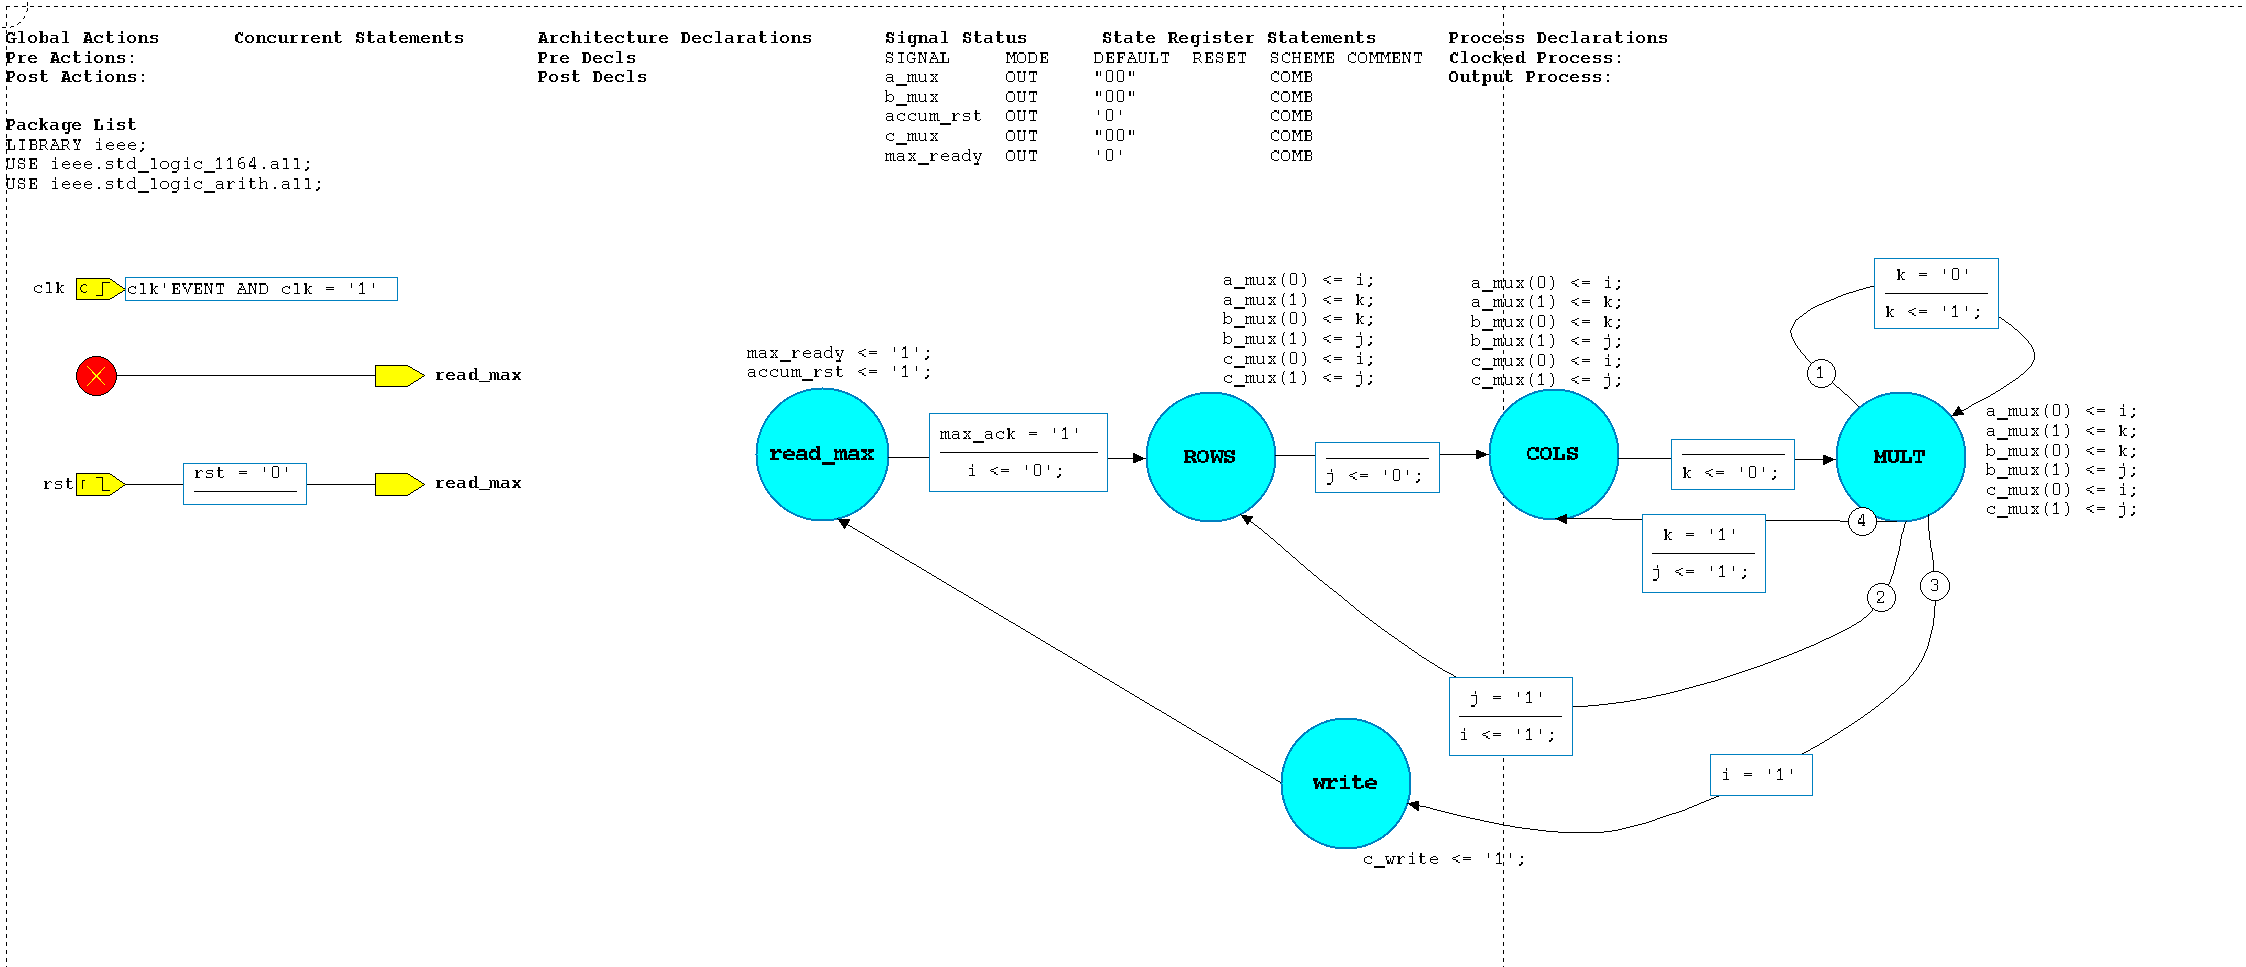 Global Actions
Pre Actions:
Post Actions:
Concurrent Statements
Architecture Declarations
Pre Decls
Post Decls
Signal Status
SIGNAL MODE DEFAULT RESET SCHEME COMMENT
a_mux OUT "00" COMB
b_mux OUT "00" COMB
accum_rst OUT '0' COMB
c_mux OUT "00" COMB
max_ready OUT '0' COMB
State Register Statements
Process Declarations
Clocked Process:
Output Process:
Package List
LIBRARY ieee;
USE ieee.std_logic_1164.all;
USE ieee.std_logic_arith.all;
clk C clk'EVENT AND clk = '1'
read_max
rst r rst = '0' read_max
max_ready <= '1';
accum_rst <= '1';
read_max
max_ack = '1'
i <= '0';
a_mux(0) <= i;
a_mux(1) <= k;
b_mux(0) <= k;
b_mux(1) <= j;
c_mux(0) <= i;
c_mux(1) <= j;
ROWS
j <= '0';
a_mux(0) <= i;
a_mux(1) <= k;
b_mux(0) <= k;
b_mux(1) <= j;
c_mux(0) <= i;
c_mux(1) <= j;
COLS
k <= '0';
k = '0'
k <= '1';
1
MULT
a_mux(0) <= i;
a_mux(1) <= k;
b_mux(0) <= k;
b_mux(1) <= j;
c_mux(0) <= i;
c_mux(1) <= j;
4
k = '1'
j <= '1';
2
3
j = '1'
i <= '1';
i = '1'
write
c_write <= '1';